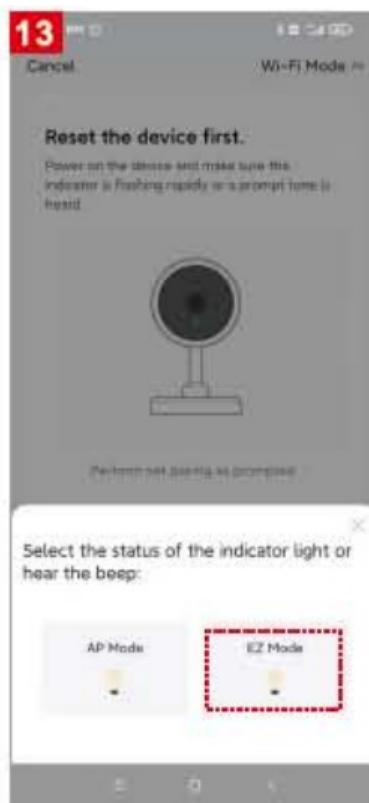 13
Cancel Wi-Fi Mode
Reset the device first.
Power on the device and make sure the
indicator is flashing rapidly or a prompt tone is
heard.
Perform net pairing as prompted
Select the status of the indicator light or
hear the beep:
AP Mode EZ Mode